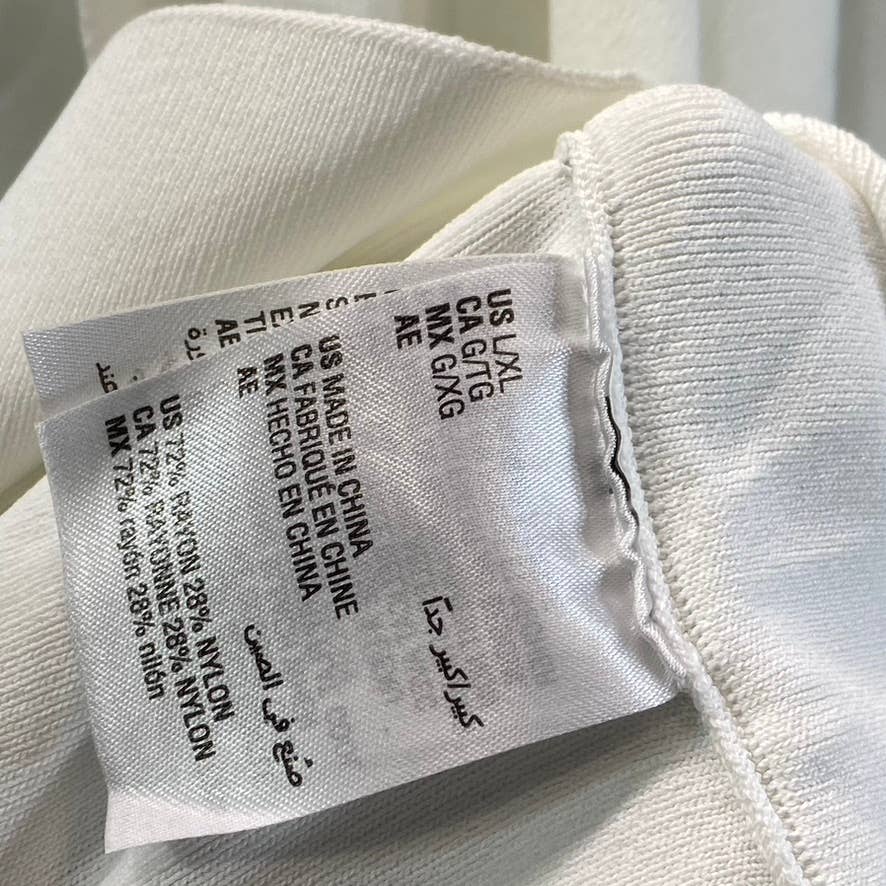 US L/XL
CA G/TG
MX G/XG
AE
كبير/كبير جداً
US MADE IN CHINA
CA FABRIQUÉ EN CHINE
MX HECHO EN CHINA
AE
صنع في الصين
US 72% RAYON 28% NYLON
CA 72% RAYONNE 28% NYLON
MX 72% rayón 28% nilón
TI
AE